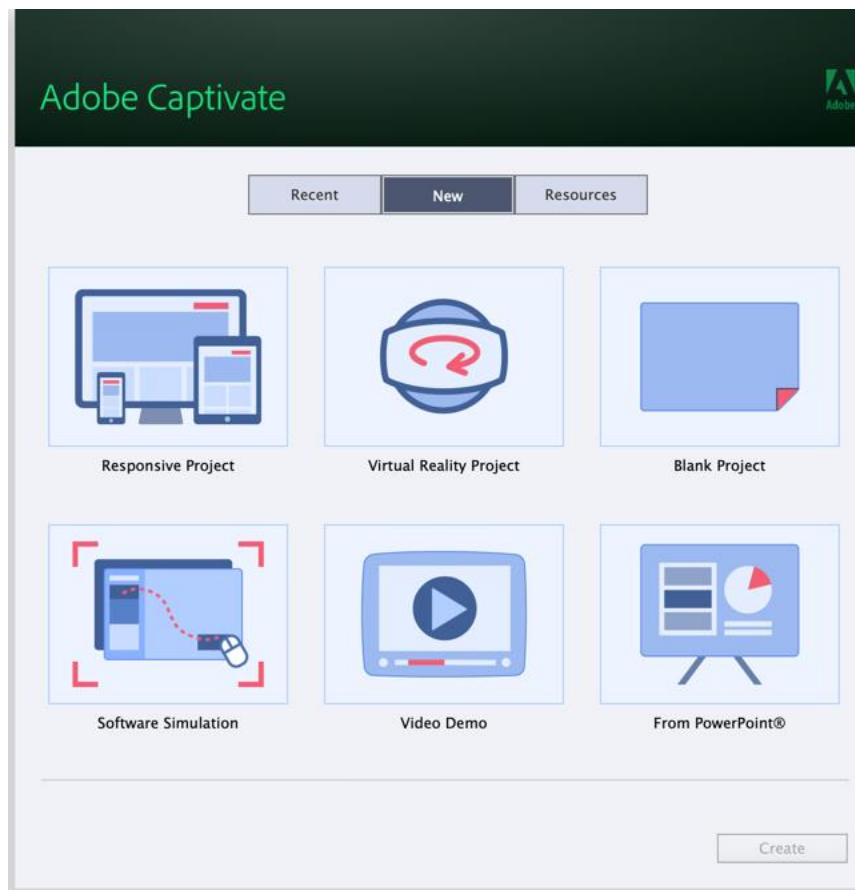 Adobe Captivate
Adobe
Recent New Resources
Responsive Project Virtual Reality Project Blank Project
Software Simulation Video Demo From PowerPoint®
Create